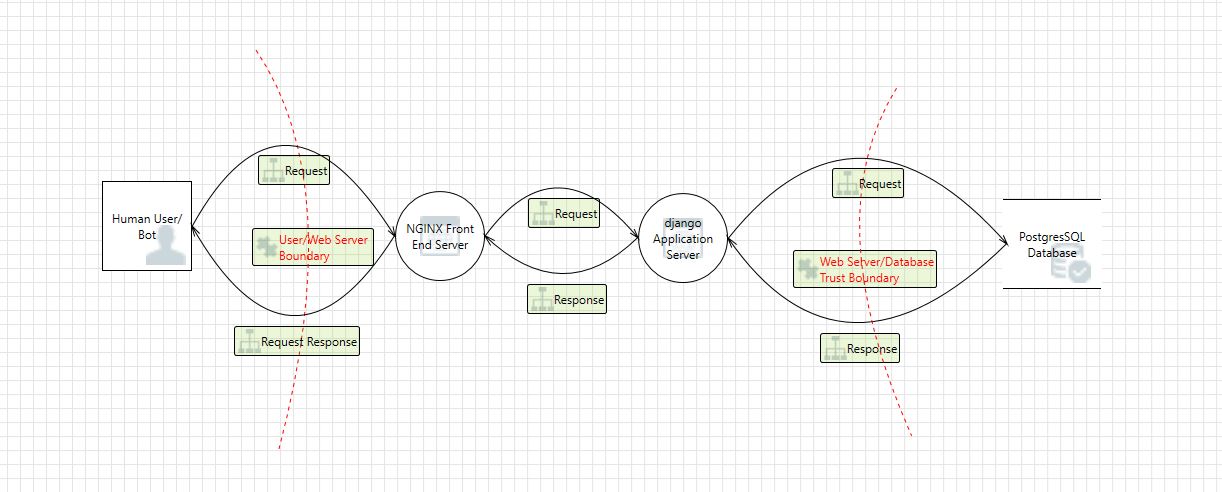 Request
Human User/
Bot
User/Web Server
Boundary
Request Response
NGINX Front
End Server
Request
Response
django
Application
Server
Request
Web Server/Database
Trust Boundary
Response
PostgresSQL
Database